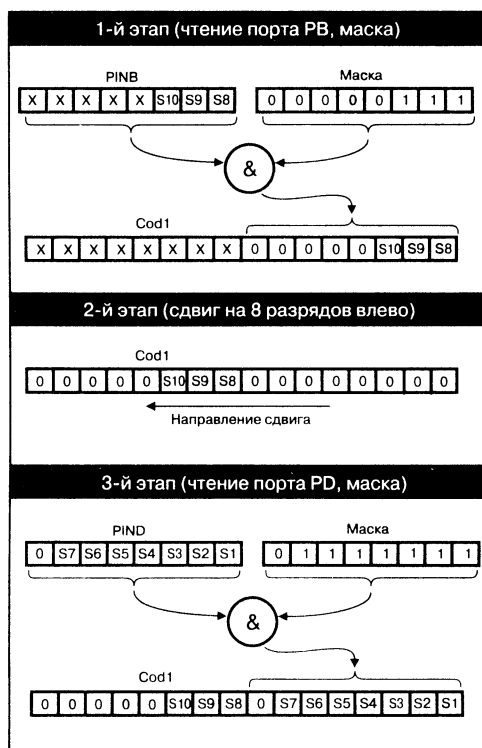 1-й этап (чтение порта PB, маска)
PINB Маска
X X X X X S10 S9 S8 0 0 0 0 0 1 1 1
&
Cod1
X X X X X X X X 0 0 0 0 0 S10 S9 S8
2-й этап (сдвиг на 8 разрядов влево)
Cod1
0 0 0 0 0 S10 S9 S8 0 0 0 0 0 0 0 0
Направление сдвига
3-й этап (чтение порта PD, маска)
PIND Маска
0 S7 S6 S5 S4 S3 S2 S1 0 1 1 1 1 1 1 1
&
Cod1
0 0 0 0 0 S10 S9 S8 0 S7 S6 S5 S4 S3 S2 S1